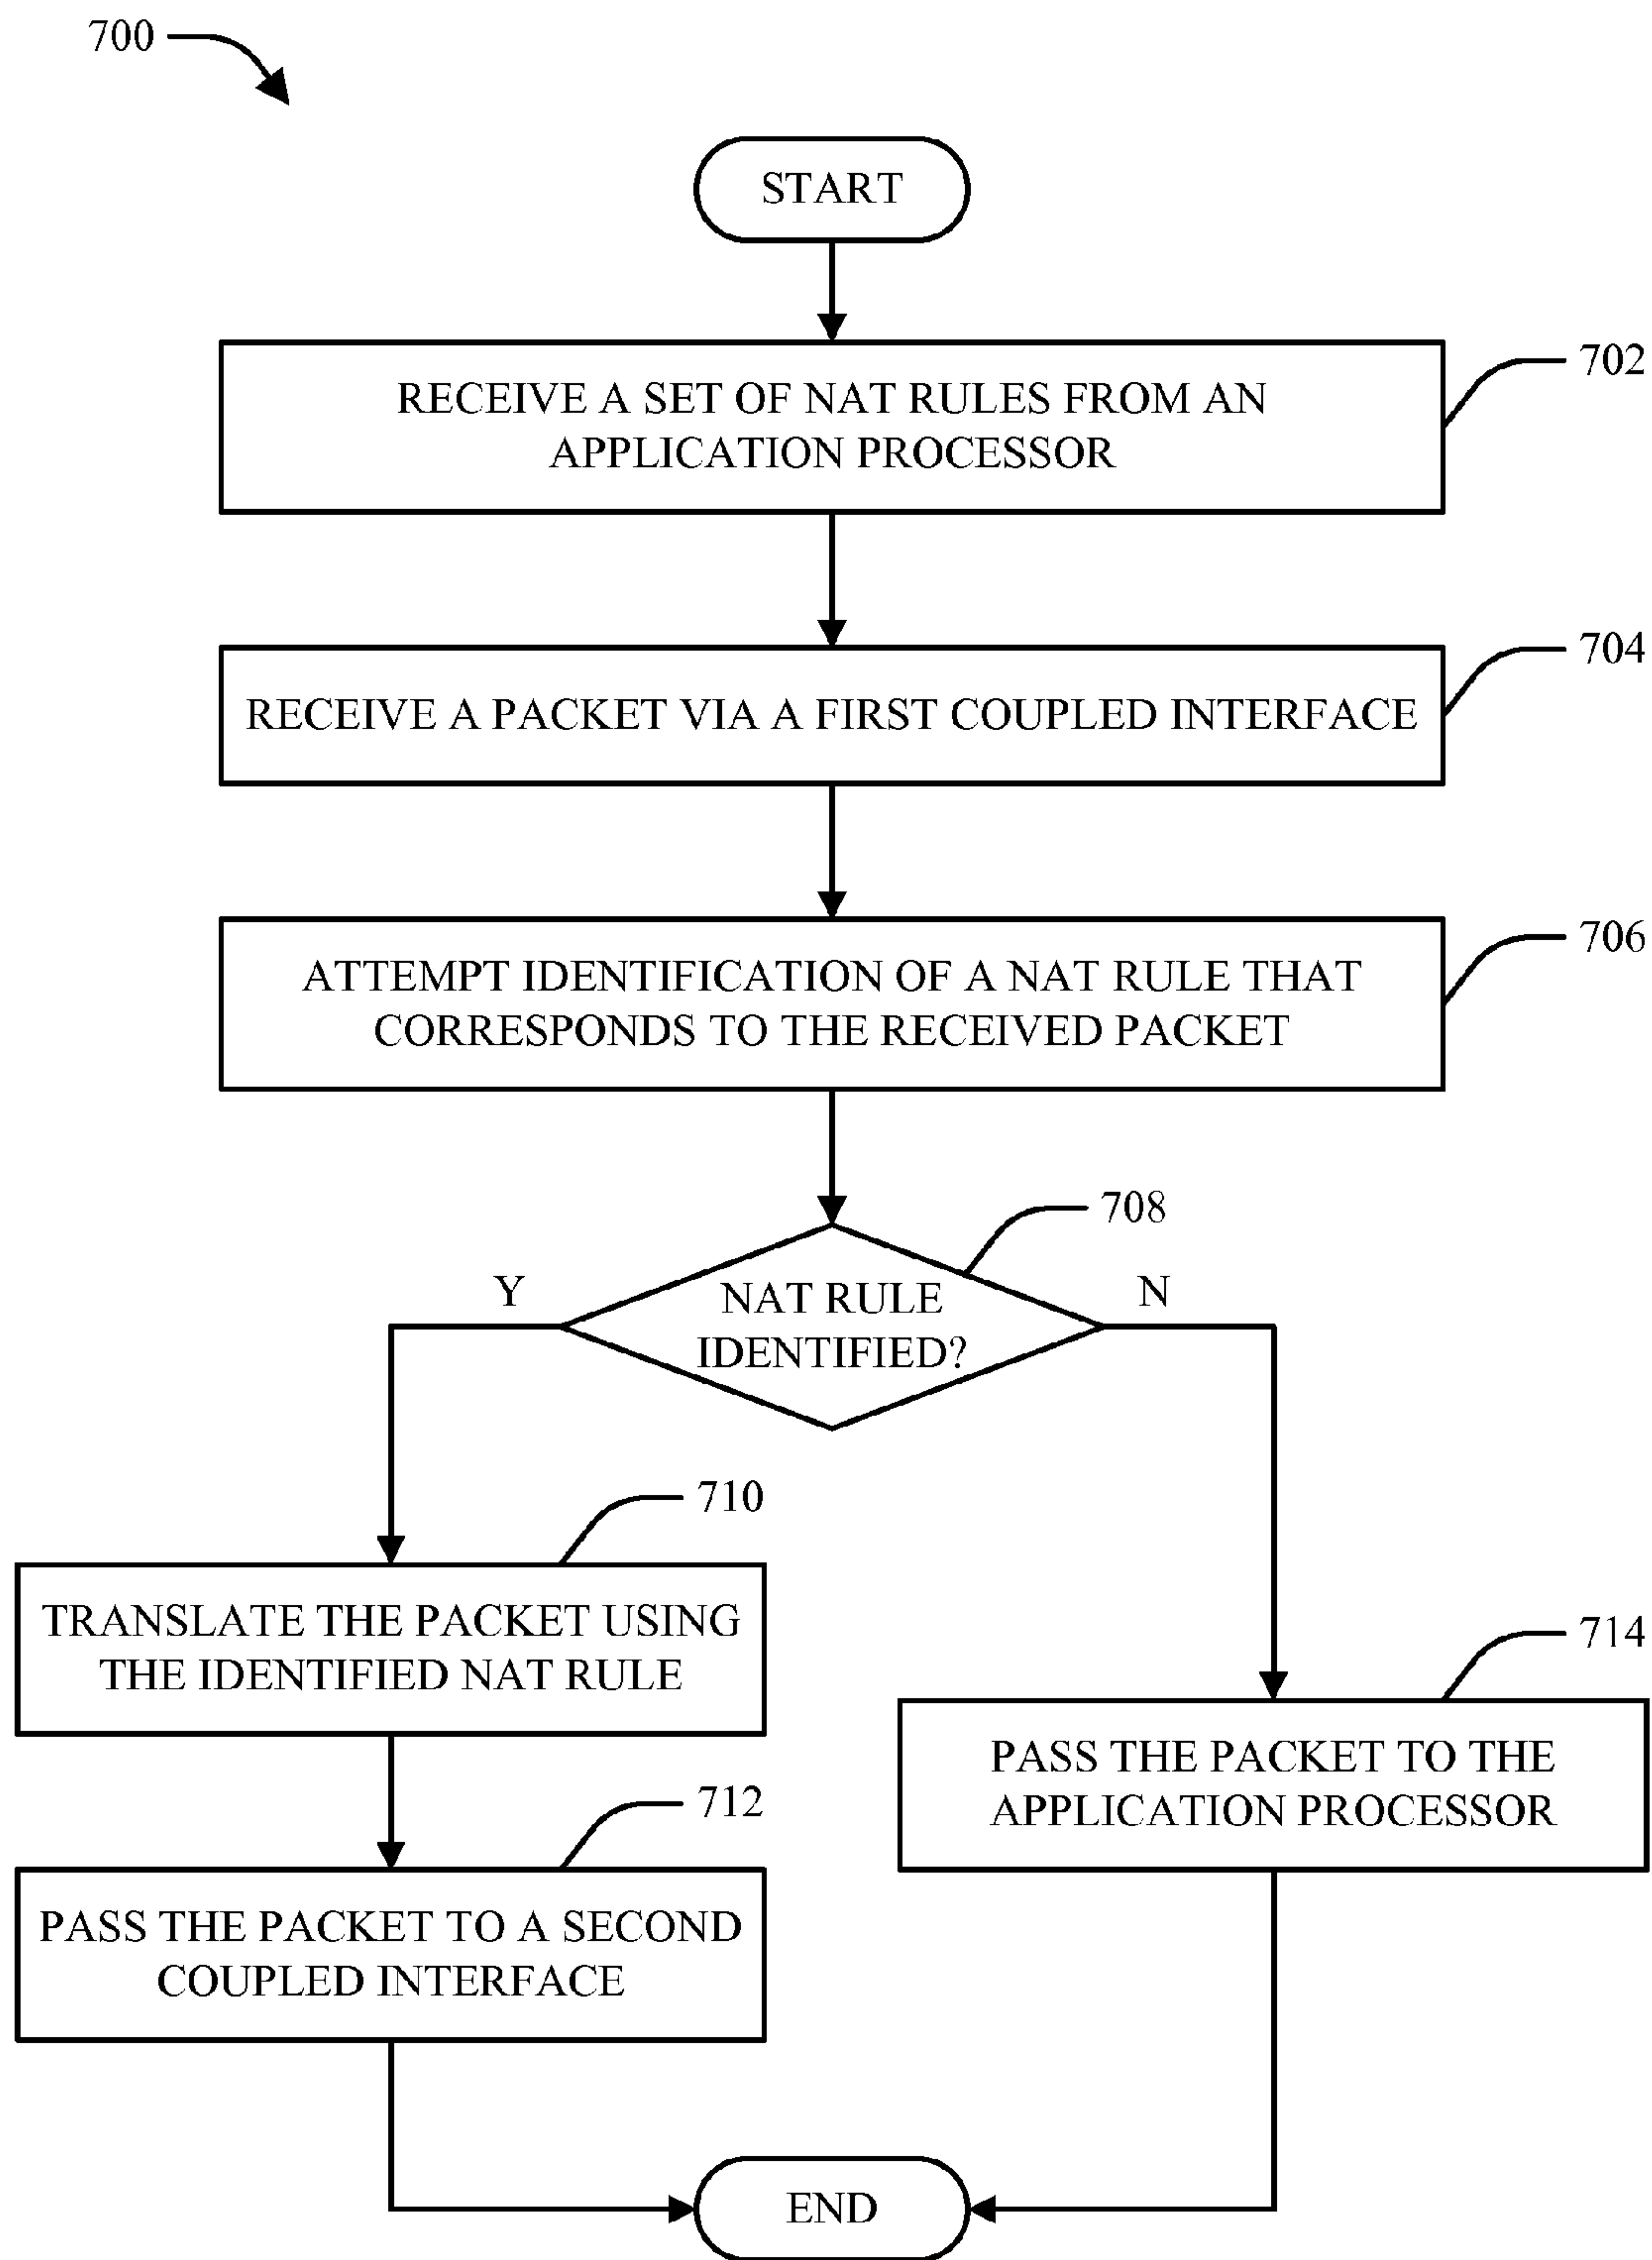 700
START
RECEIVE A SET OF NAT RULES FROM AN
APPLICATION PROCESSOR
702
RECEIVE A PACKET VIA A FIRST COUPLED INTERFACE
704
ATTEMPT IDENTIFICATION OF A NAT RULE THAT
CORRESPONDS TO THE RECEIVED PACKET
706
708
Y
NAT RULE
IDENTIFIED?
N
710
TRANSLATE THE PACKET USING
THE IDENTIFIED NAT RULE
712
PASS THE PACKET TO A SECOND
COUPLED INTERFACE
714
PASS THE PACKET TO THE
APPLICATION PROCESSOR
END